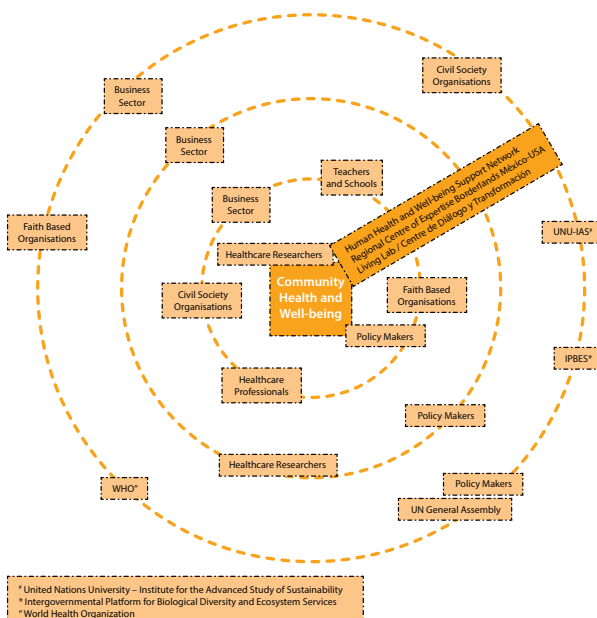 Civil Society
Organisations
Business
Sector
Business
Sector
Teachers
and Schools
Business
Sector
Human Health and Well-being Support Network
Regional Centre of Expertise Borderlands México-USA
Living Lab / Centre de Diálogo y Transformación
Faith Based
Organisations
UNU-IAS#
Healthcare Researchers
Community
Health and
Well-being
Civil Society
Organisations
Faith Based
Organisations
Policy Makers
IPBES*
Healthcare
Professionals
Policy Makers
Healthcare Researchers
WHO"
Policy Makers
UN General Assembly
# United Nations University – Institute for the Advanced Study of Sustainability
* Intergovernmental Platform for Biological Diversity and Ecosystem Services
" World Health Organization